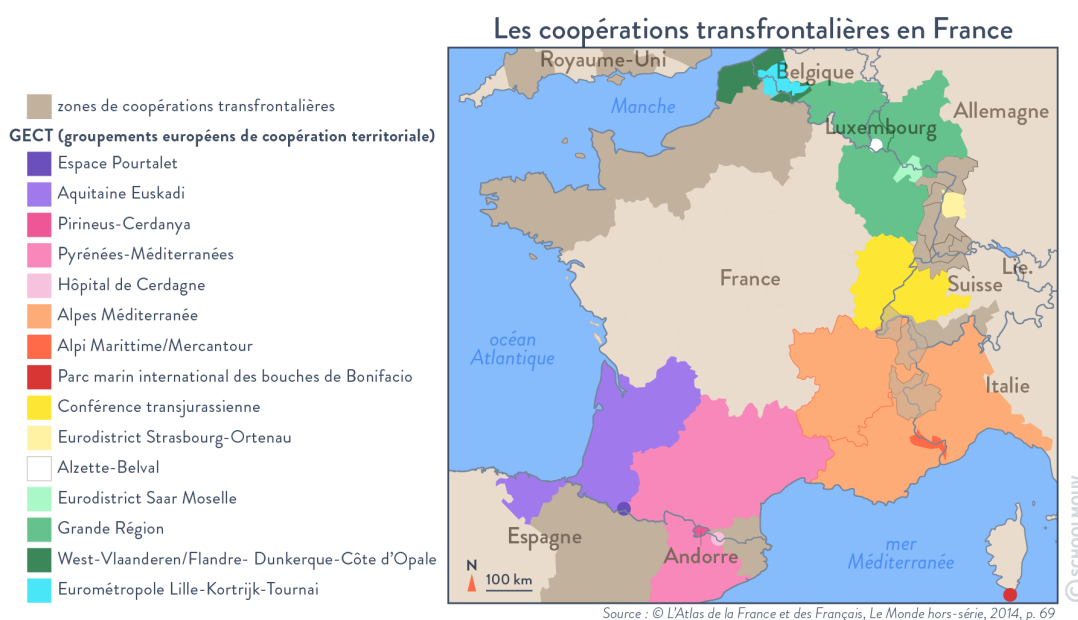 Les coopérations transfrontalières en France
zones de coopérations transfrontalières
GECT (groupements européens de coopération territoriale)
Espace Pourtalet
Aquitaine Euskadi
Pirineus-Cerdanya
Pyrénées-Méditerranées
Hôpital de Cerdagne
Alpes Méditerranée
Alpi Marittime/Mercantour
Parc marin international des bouches de Bonifacio
Conférence transjurassienne
Eurodistrict Strasbourg-Ortenau
Alzette-Belval
Eurodistrict Saar Moselle
Grande Région
West-Vlaanderen/Flandre- Dunkerque-Côte d'Opale
Eurométropole Lille-Kortrijk-Tournai
Royaume-Uni
Belgique
Manche
Allemagne
Luxembourg
France
Lie.
Suisse
océan
Atlantique
Italie
Espagne
Andorre
mer
Méditerranée
N
100 km
© SCHOOLMOUV
Source : © L'Atlas de la France et des Français, Le Monde hors-série, 2014, p. 69